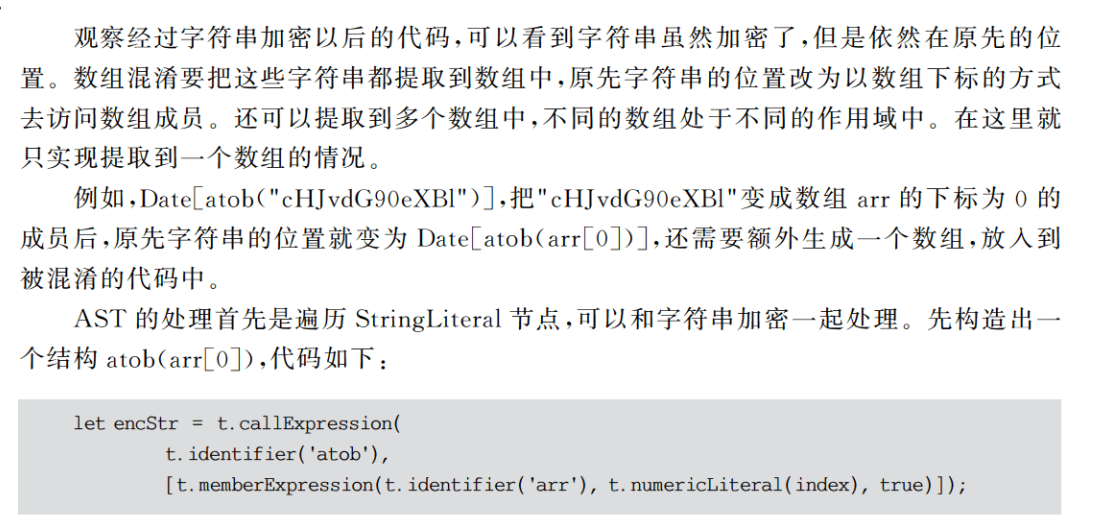 观察经过字符串加密以后的代码,可以看到字符串虽然加密了,但是依然在原先的位
置。数组混淆要把这些字符串都提取到数组中,原先字符串的位置改为以数组下标的方式
去访问数组成员。还可以提取到多个数组中,不同的数组处于不同的作用域中。在这里就
只实现提取到一个数组的情况。
例如,Date[atob("cHJvdG90eXBl")],把"cHJvdG90eXBl"变成数组 arr 的下标为 0 的
成员后,原先字符串的位置就变为 Date[atob(arr[0])],还需要额外生成一个数组,放入到
被混淆的代码中。
AST 的处理首先是遍历 StringLiteral 节点,可以和字符串加密一起处理。先构造出一
个结构 atob(arr[0]),代码如下:
let encStr = t.callExpression(
t.identifier('atob'),
[t.memberExpression(t.identifier('arr'), t.numericLiteral(index), true)]);